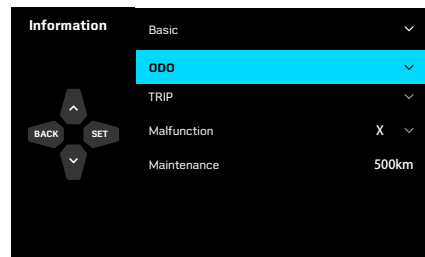 Information
Basic
ODO
TRIP
BACK
SET
Malfunction
X
Maintenance
500km